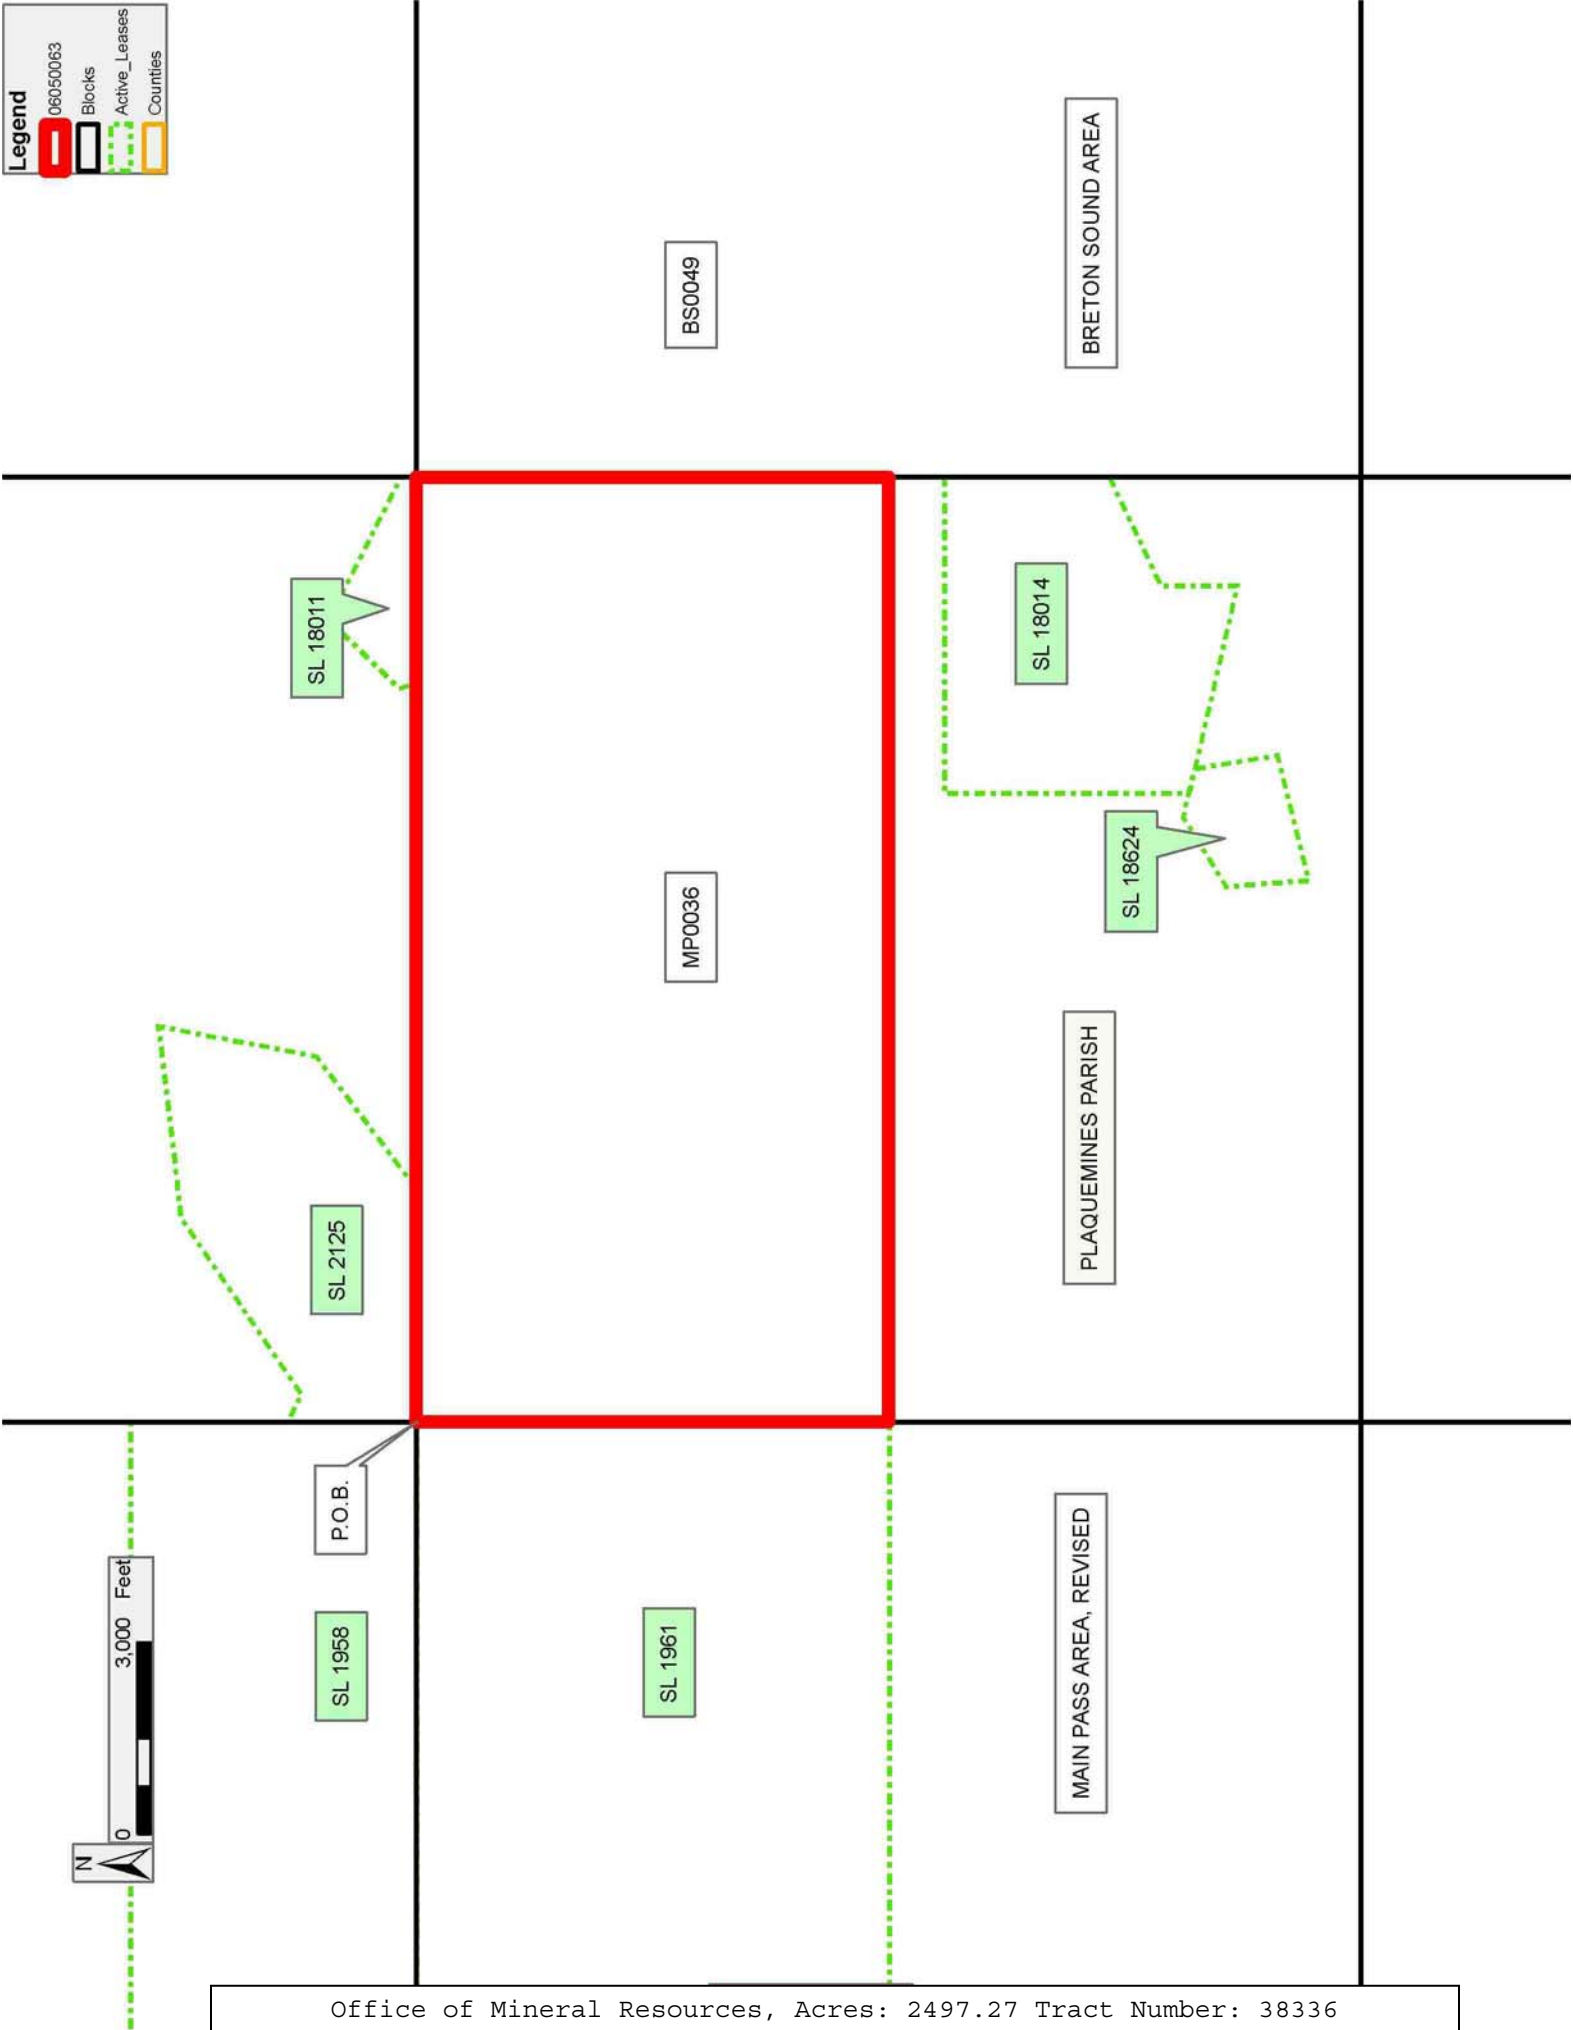 Legend
06050063
Blocks
Active_Leases
Counties
BS0049
BRETON SOUND AREA
SL 18011
SL 18014
MP0036
SL 18624
SL 2125
PLAQUEMINES PARISH
P.O.B.
SL 1958
SL 1961
MAIN PASS AREA, REVISED
N
0 3,000 Feet
Office of Mineral Resources, Acres: 2497.27 Tract Number: 38336